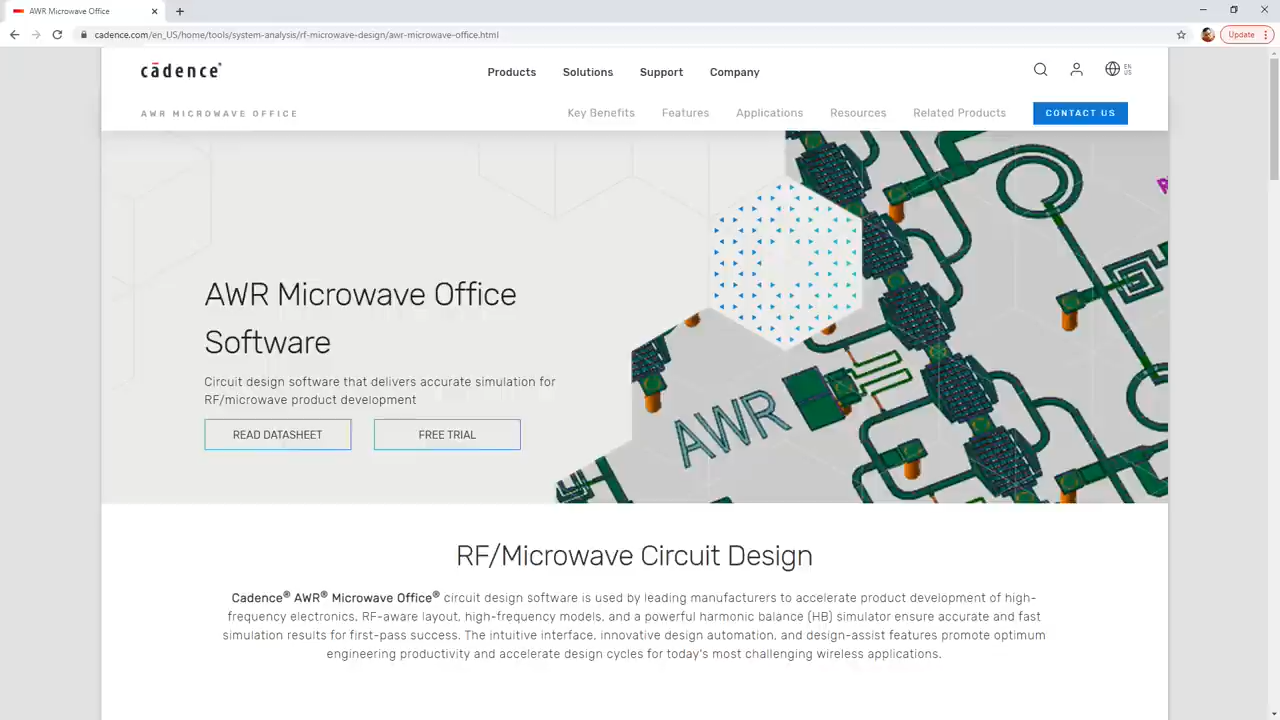 AWR Microwave Office
Update
cadence.com/en_US/home/tools/system-analysis/rf-microwave-design/awr-microwave-office.html
cādence®
Products Solutions Support Company
EN
US
AWR MICROWAVE OFFICE
Key Benefits Features Applications Resources Related Products CONTACT US
AWR Microwave Office
Software
Circuit design software that delivers accurate simulation for
RF/microwave product development
READ DATASHEET FREE TRIAL
AWR
RF/Microwave Circuit Design
Cadence® AWR® Microwave Office® circuit design software is used by leading manufacturers to accelerate product development of high-
frequency electronics. RF-aware layout, high-frequency models, and a powerful harmonic balance (HB) simulator ensure accurate and fast
simulation results for first-pass success. The intuitive interface, innovative design automation, and design-assist features promote optimum
engineering productivity and accelerate design cycles for today's most challenging wireless applications.